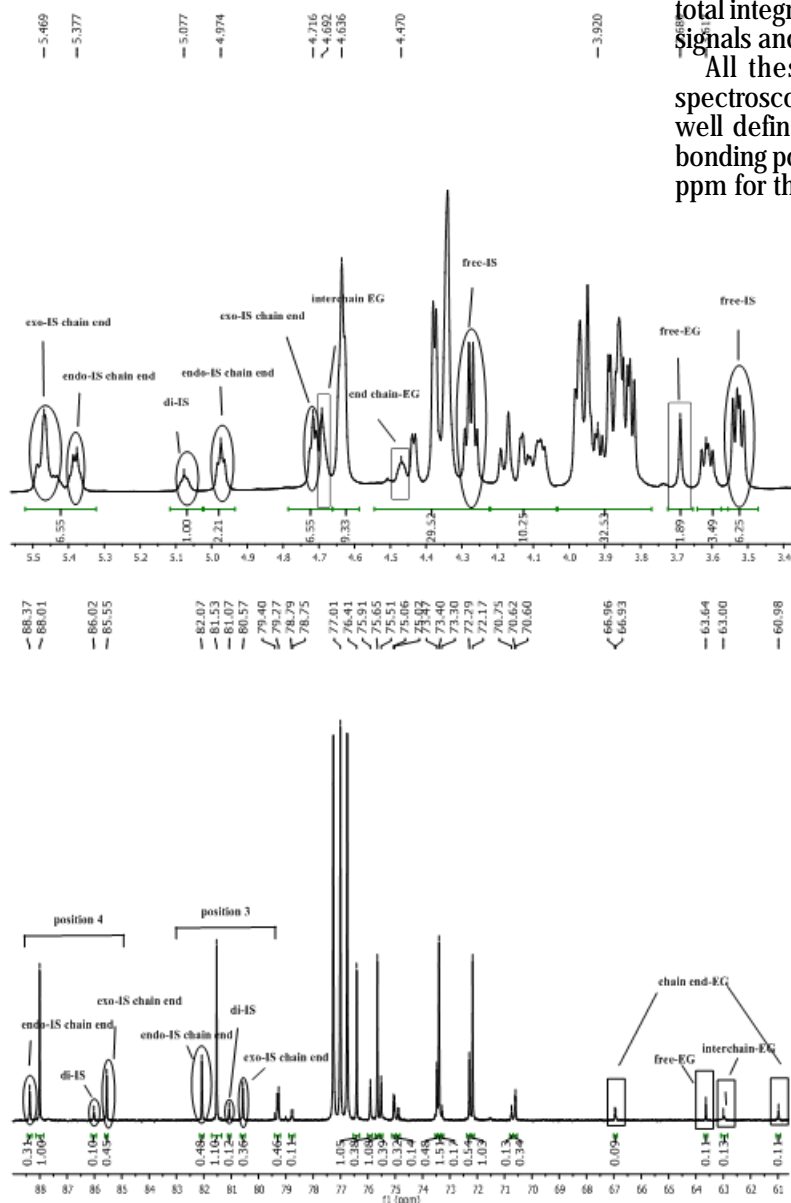 total integr
signals and
All thes
spectrosco
well defin
bonding po
ppm for th
5.469
5.377
5.077
4.974
4.716
4.692
4.636
4.470
3.920
free-IS
interchain EG
exo-IS chain end
exo-IS chain end
free-IS
free-EG
endo-IS chain end
endo-IS chain end
di-IS
end chain-EG
6.55
1.00
2.21
6.55
9.33
29.52
10.25
32.53
1.89
3.49
6.25
5.5 5.4 5.3 5.2 5.1 5.0 4.9 4.8 4.7 4.6 4.5 4.4 4.3 4.2 4.1 4.0 3.9 3.8 3.7 3.6 3.5 3.4
88.37
88.01
86.02
85.55
82.07
81.53
81.07
80.57
79.40
79.27
78.79
78.75
77.01
76.41
75.91
75.65
75.51
75.06
75.02
73.47
73.40
73.30
72.29
72.17
70.75
70.62
70.60
66.96
66.93
63.64
63.00
60.98
position 4
position 3
chain end-EG
exo-IS chain end
di-IS
endo-IS chain end
endo-IS chain end
interchain-EG
free-EG
exo-IS chain end
di-IS
0.31
1.00
0.10
0.45
0.48
1.10
0.12
0.36
0.46
0.11
1.05
0.38
1.08
0.39
0.32
0.14
0.48
1.51
0.17
0.54
1.03
0.13
0.34
0.09
0.11
0.13
0.11
88 86 85 84 83 82 81 80 79 78 77 76 75 74 73 72 71 70 69 68 67 66 65 64 63 62 61
f1 (ppm)